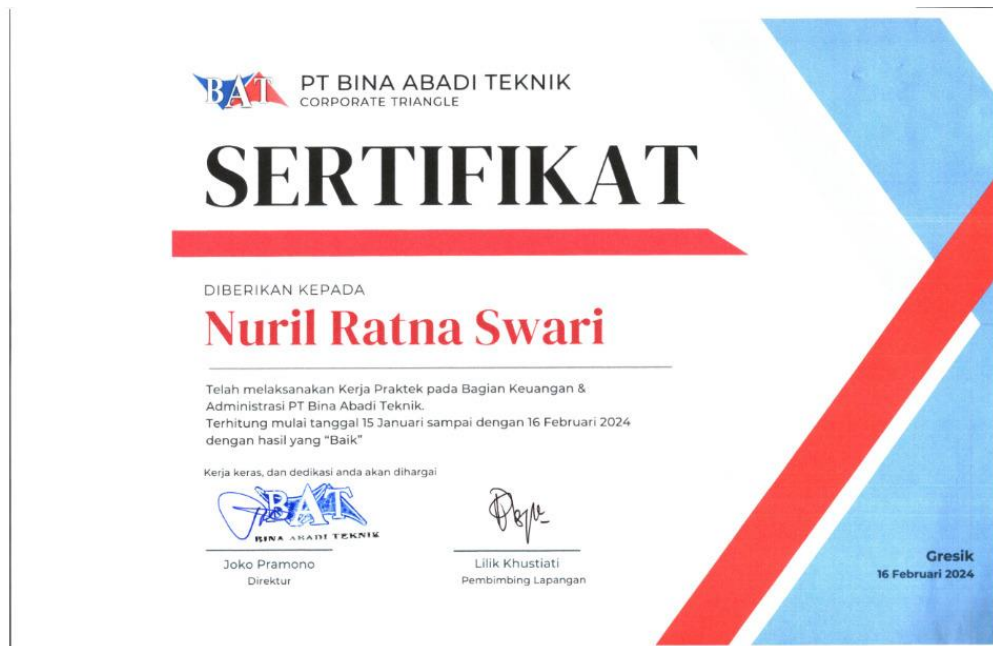 BAT PT BINA ABADI TEKNIK
CORPORATE TRIANGLE
SERTIFIKAT
DIBERIKAN KEPADA
Nuril Ratna Swari
Telah melaksanakan Kerja Praktek pada Bagian Keuangan &
Administrasi PT Bina Abadi Teknik.
Terhitung mulai tanggal 15 Januari sampai dengan 16 Februari 2024
dengan hasil yang “Baik”
Kerja keras, dan dedikasi anda akan dihargai
BAT
BINA ABADI TEKNIK
Joko Pramono
Direktur
Lilik Khustiati
Pembimbing Lapangan
Gresik
16 Februari 2024